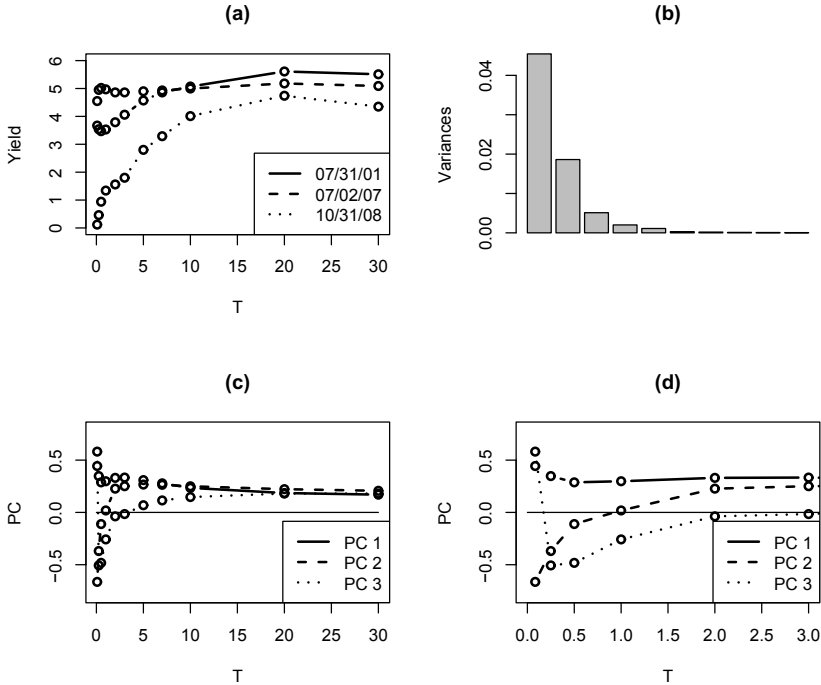 (a)
Yield
0 1 2 3 4 5 6
0 5 10 15 20 25 30
T
07/31/01
07/02/07
10/31/08
(b)
Variances
0.00 0.02 0.04
(c)
PC
−0.5 0.0 0.5
0 5 10 15 20 25 30
T
PC 1
PC 2
PC 3
(d)
PC
−0.5 0.0 0.5
0.0 0.5 1.0 1.5 2.0 2.5 3.0
T
PC 1
PC 2
PC 3